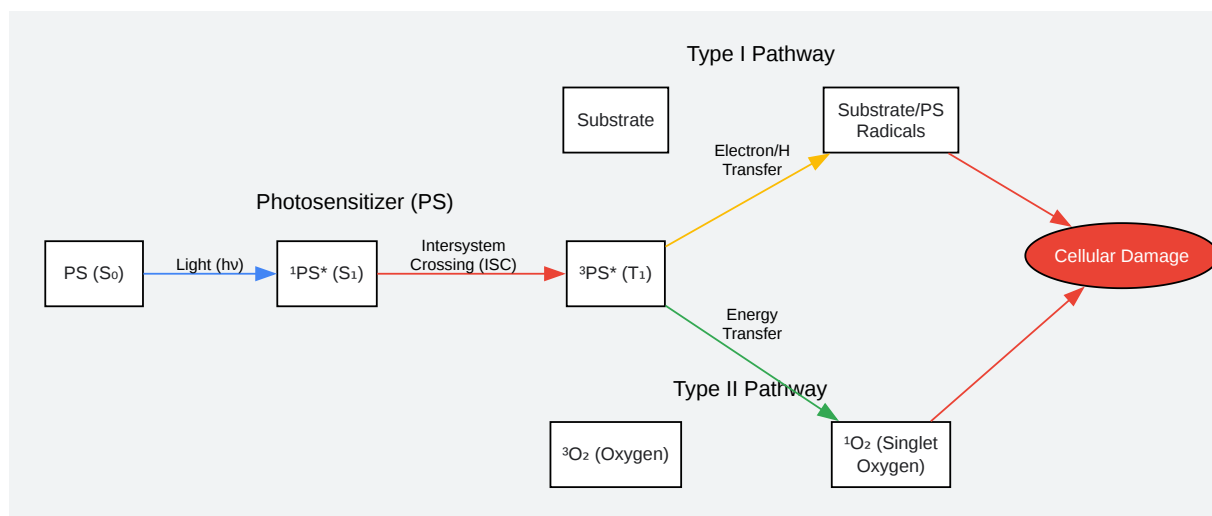 Type I Pathway
Substrate
Substrate/PS
Radicals
Electron/H
Transfer
Photosensitizer (PS)
PS (S₀)
Light (hν)
¹PS* (S₁)
Intersystem
Crossing (ISC)
³PS* (T₁)
Cellular Damage
Energy
Transfer
Type II Pathway
³O₂ (Oxygen)
¹O₂ (Singlet
Oxygen)